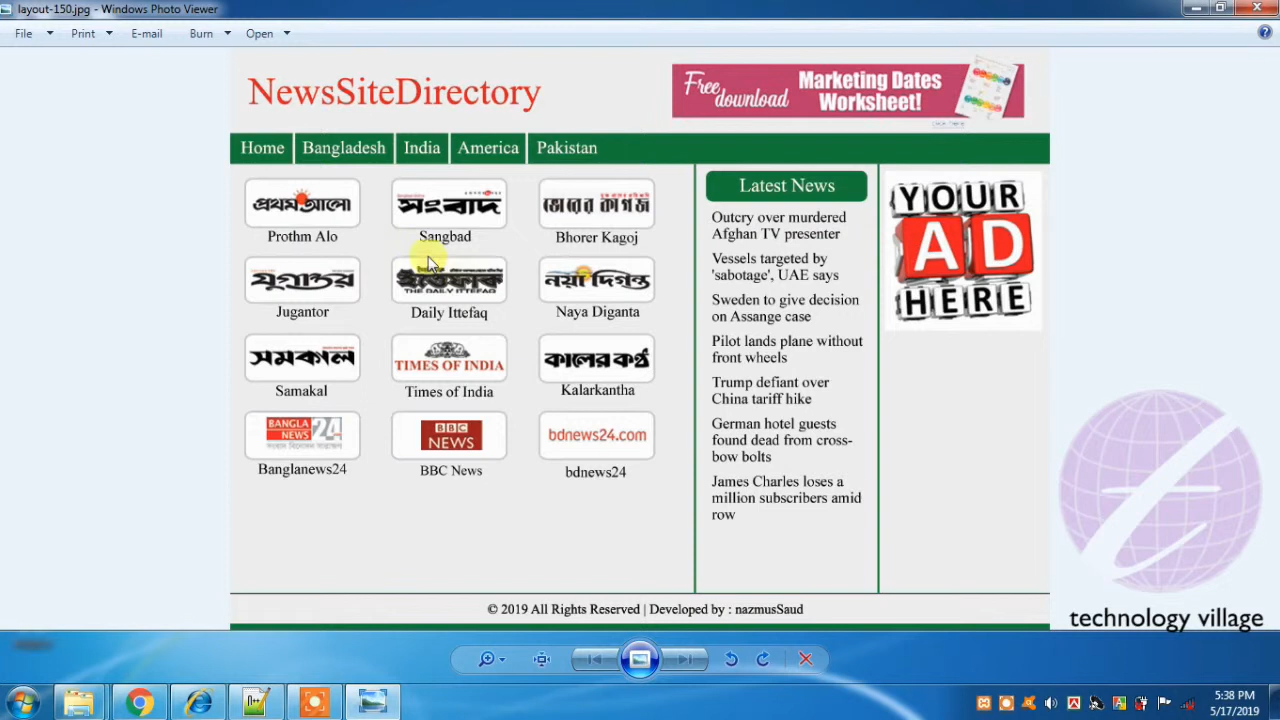 layout-150.jpg - Windows Photo Viewer
File Print E-mail Burn Open
NewsSiteDirectory
Free download
Marketing Dates
Worksheet!
Home Bangladesh India America Pakistan
প্রথম আলো
Prothm Alo
সংবাদ
Sangbad
ভোরের কাগজ
Bhorer Kagoj
যুগান্তর
Jugantor
ইত্তেফাক
THE DAILY ITTEFAQ
Daily Ittefaq
নয়া দিগন্ত
Naya Diganta
সমকাল
Samakal
TIMES OF INDIA
Times of India
কালের কণ্ঠ
Kalarkantha
BANGLA
NEWS 24
Banglanews24
BBC
NEWS
BBC News
bdnews24.com
bdnews24
Latest News
Outcry over murdered
Afghan TV presenter
Vessels targeted by
'sabotage', UAE says
Sweden to give decision
on Assange case
Pilot lands plane without
front wheels
Trump defiant over
China tariff hike
German hotel guests
found dead from cross-
bow bolts
James Charles loses a
million subscribers amid
row
YOUR
AD
HERE
© 2019 All Rights Reserved | Developed by : nazmusSaud
technology village
5:38 PM
5/17/2019